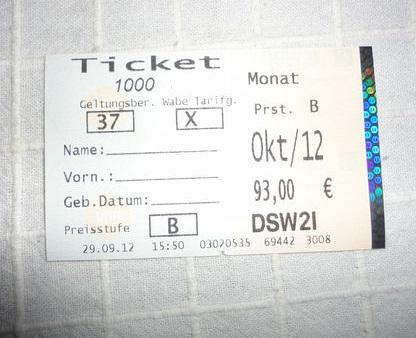 Ticket
1000 Monat
Geltungsber. Wabe Tarifg.
37 X Prst. B
Name: Okt/12
Vorn.: 93,00 €
Geb.Datum:
Preisstufe B DSW21
29.09.12 15:50 03020535 69442 3008